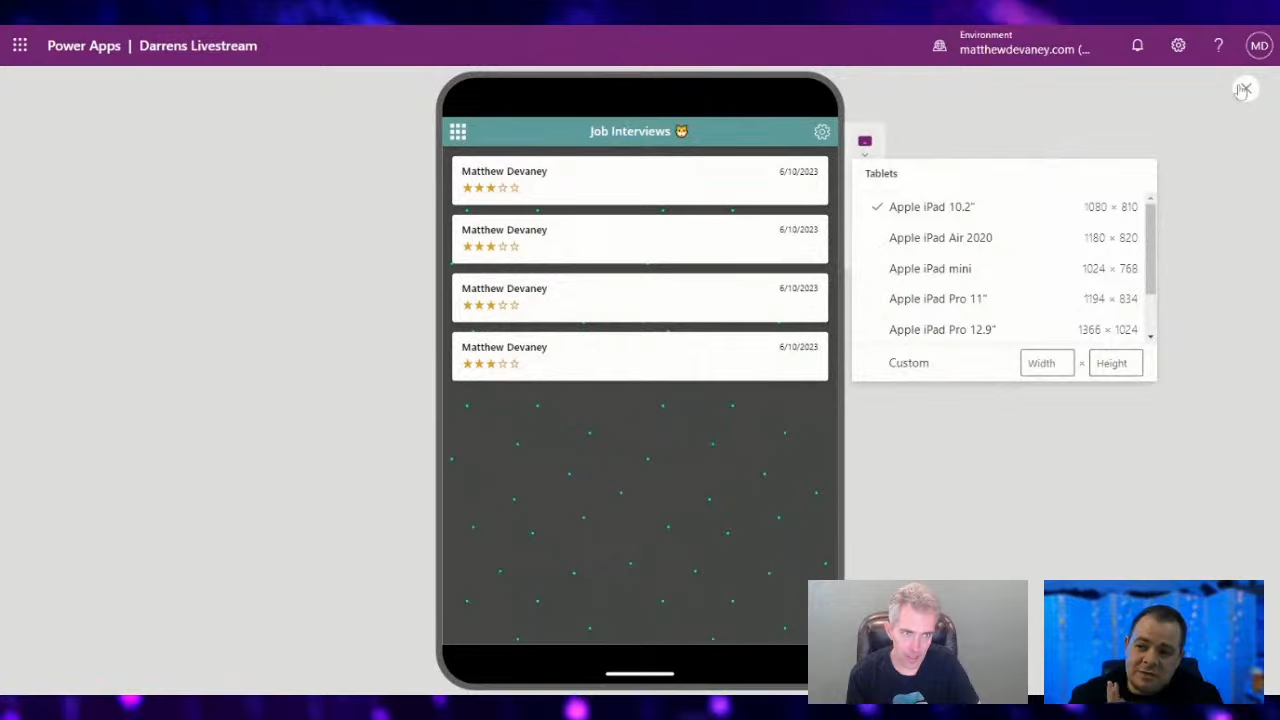 Power Apps | Darrens Livestream
Environment
matthewdevaney.com (...
MD
Job Interviews 🐯
Matthew Devaney 6/10/2023
★★★☆☆
Matthew Devaney 6/10/2023
★★★☆☆
Matthew Devaney 6/10/2023
★★★☆☆
Matthew Devaney 6/10/2023
★★★☆☆
Tablets
Apple iPad 10.2" 1080 × 810
Apple iPad Air 2020 1180 × 820
Apple iPad mini 1024 × 768
Apple iPad Pro 11" 1194 × 834
Apple iPad Pro 12.9" 1366 × 1024
Custom Width × Height